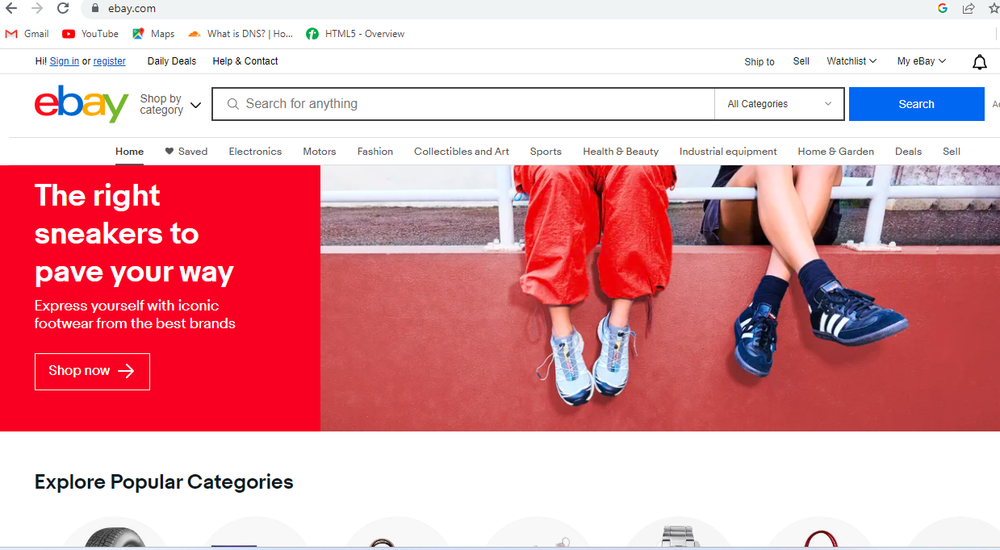 ebay.com
Gmail YouTube Maps What is DNS? | Ho... HTML5 - Overview
Hi! Sign in or register Daily Deals Help & Contact Ship to Sell Watchlist My eBay
ebay
Shop by
category
Search for anything All Categories Search
Home Saved Electronics Motors Fashion Collectibles and Art Sports Health & Beauty Industrial equipment Home & Garden Deals Sell
The right
sneakers to
pave your way
Express yourself with iconic
footwear from the best brands
Shop now
Explore Popular Categories